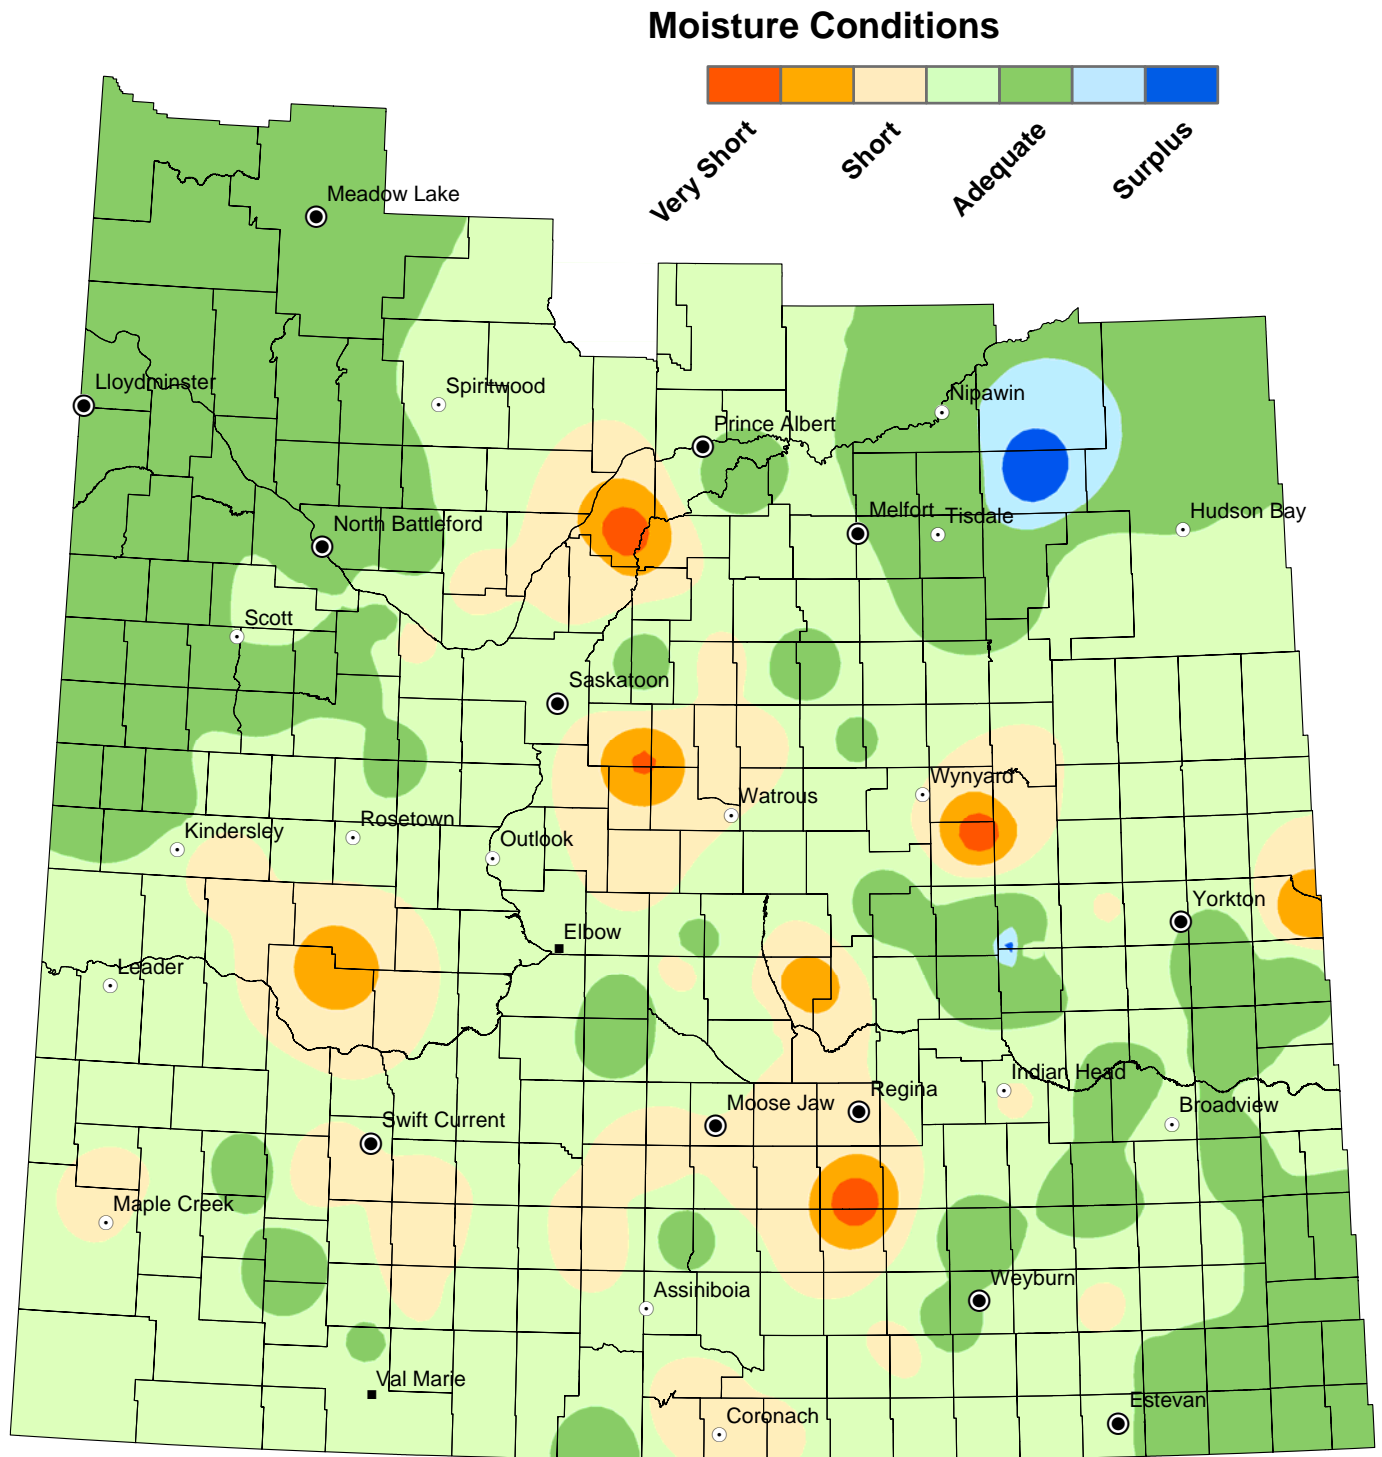 Moisture Conditions
Very Short
Short
Adequate
Surplus
Meadow Lake
Lloydminster
Spiritwood
Nipawin
Prince Albert
North Battleford
Melfort
Tisdale
Hudson Bay
Scott
Saskatoon
Wynyard
Watrous
Kindersley
Rosetown
Outlook
Yorkton
Elbow
Leader
Indian Head
Regina
Moose Jaw
Broadview
Swift Current
Maple Creek
Weyburn
Assiniboia
Val Marie
Estevan
Coronach